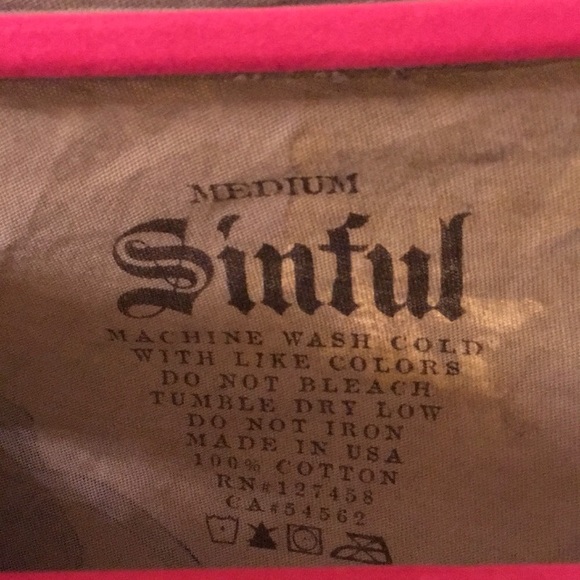 MEDIUM
Sinful
MACHINE WASH COLD
WITH LIKE COLORS
DO NOT BLEACH
TUMBLE DRY LOW
DO NOT IRON
MADE IN USA
100% COTTON
RN#127458
CA#54562